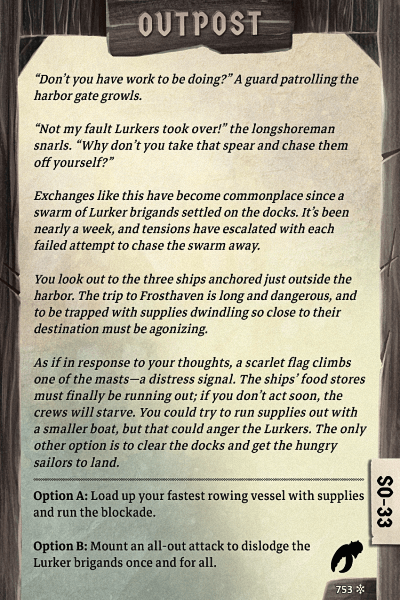 OUTPOST
“Don’t you have work to be doing?” A guard patrolling the
harbor gate growls.
“Not my fault Lurkers took over!” the longshoreman
snarls. “Why don’t you take that spear and chase them
off yourself?”
Exchanges like this have become commonplace since a
swarm of Lurker brigands settled on the docks. It’s been
nearly a week, and tensions have escalated with each
failed attempt to chase the swarm away.
You look out to the three ships anchored just outside the
harbor. The trip to Frosthaven is long and dangerous, and
to be trapped with supplies dwindling so close to their
destination must be agonizing.
As if in response to your thoughts, a scarlet flag climbs
one of the masts—a distress signal. The ships’ food stores
must finally be running out; if you don’t act soon, the
crews will starve. You could try to run supplies out with
a smaller boat, but that could anger the Lurkers. The only
other option is to clear the docks and get the hungry
sailors to land.
Option A: Load up your fastest rowing vessel with supplies
and run the blockade.
Option B: Mount an all-out attack to dislodge the
Lurker brigands once and for all.
SO-33
753